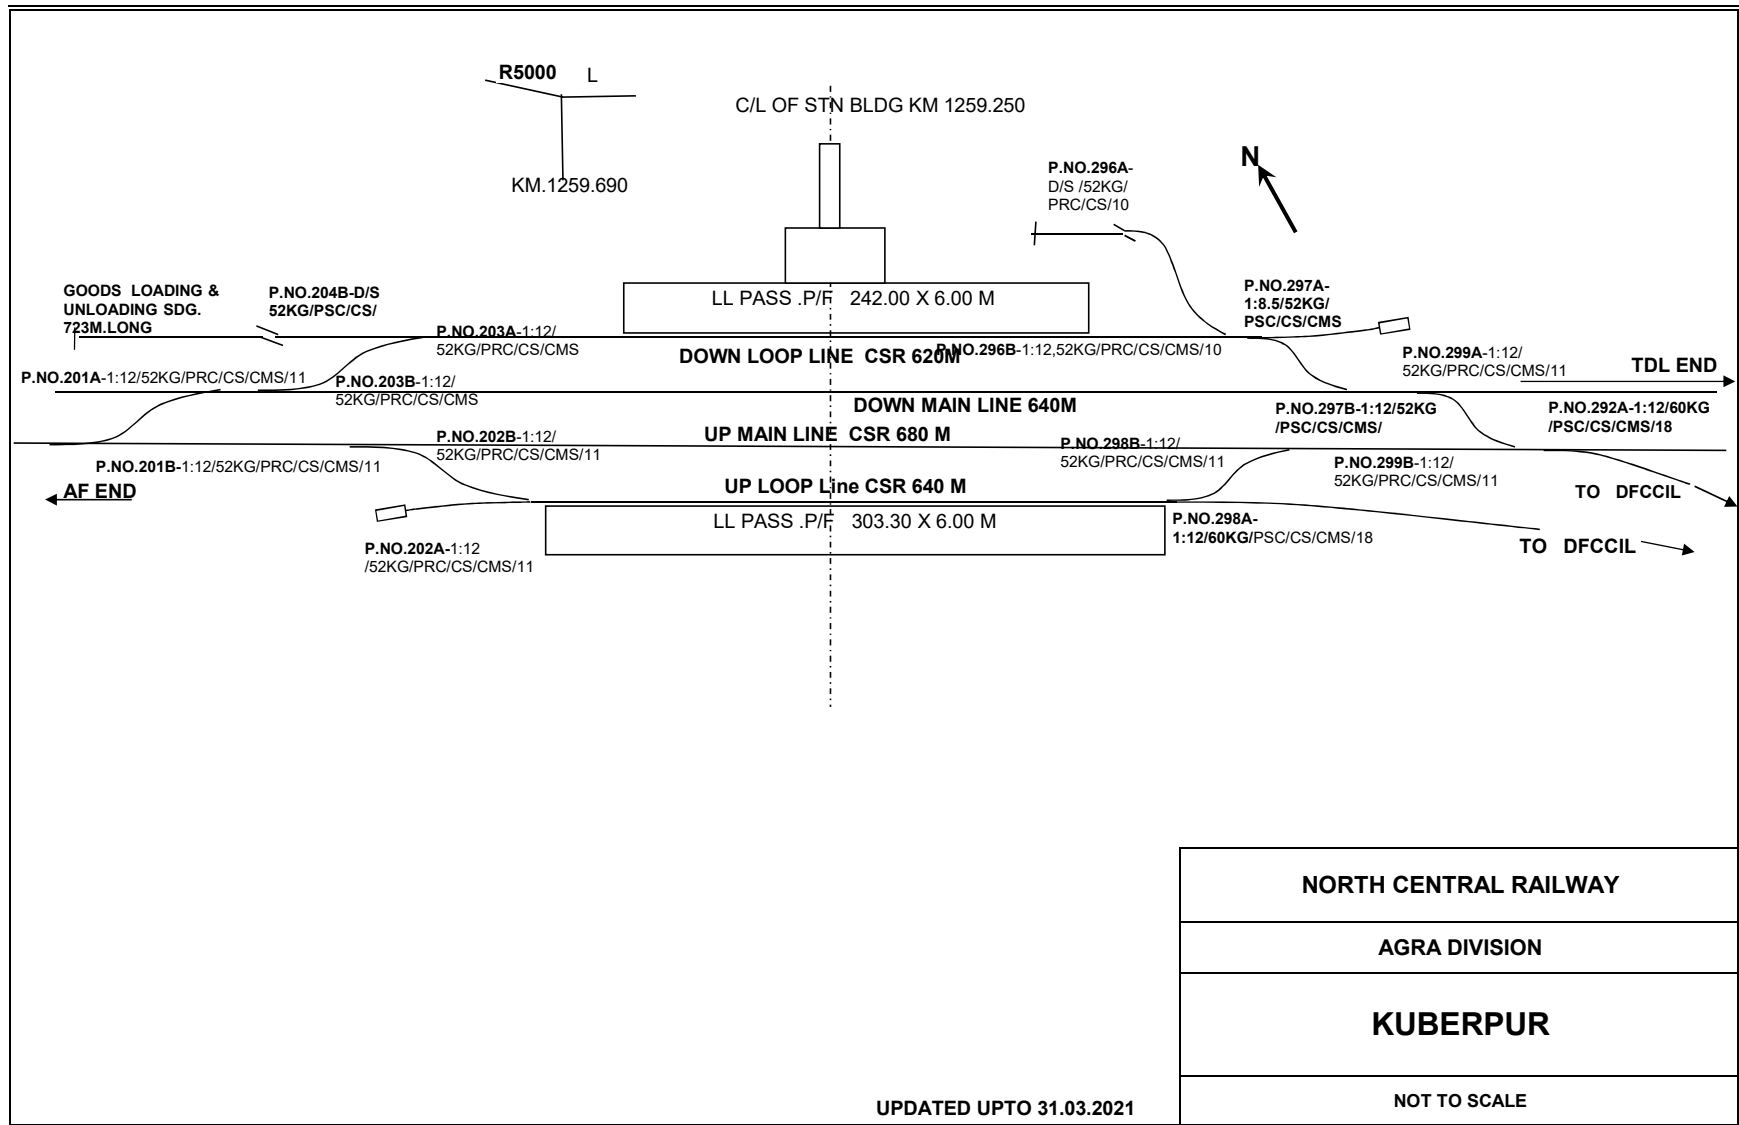 R5000 L
C/L OF STN BLDG KM 1259.250
KM.1259.690
P.NO.296A-
D/S /52KG/
PRC/CS/10
N
GOODS LOADING &
UNLOADING SDG.
723M.LONG
P.NO.204B-D/S
52KG/PSC/CS/
LL PASS .P/F 242.00 X 6.00 M
P.NO.297A-
1:8.5/52KG/
PSC/CS/CMS
P.NO.203A-1:12/
52KG/PRC/CS/CMS
DOWN LOOP LINE CSR 620M
P.NO.296B-1:12,52KG/PRC/CS/CMS/10
P.NO.299A-1:12/
52KG/PRC/CS/CMS/11
TDL END
P.NO.201A-1:12/52KG/PRC/CS/CMS/11
P.NO.203B-1:12/
52KG/PRC/CS/CMS
DOWN MAIN LINE 640M
P.NO.297B-1:12/52KG
/PSC/CS/CMS/
P.NO.292A-1:12/60KG
/PSC/CS/CMS/18
P.NO.202B-1:12/
52KG/PRC/CS/CMS/11
UP MAIN LINE CSR 680 M
P.NO.298B-1:12/
52KG/PRC/CS/CMS/11
P.NO.201B-1:12/52KG/PRC/CS/CMS/11
P.NO.299B-1:12/
52KG/PRC/CS/CMS/11
AF END
UP LOOP Line CSR 640 M
TO DFCCIL
LL PASS .P/F 303.30 X 6.00 M
P.NO.298A-
1:12/60KG/PSC/CS/CMS/18
TO DFCCIL
P.NO.202A-1:12
/52KG/PRC/CS/CMS/11
NORTH CENTRAL RAILWAY
AGRA DIVISION
KUBERPUR
NOT TO SCALE
UPDATED UPTO 31.03.2021